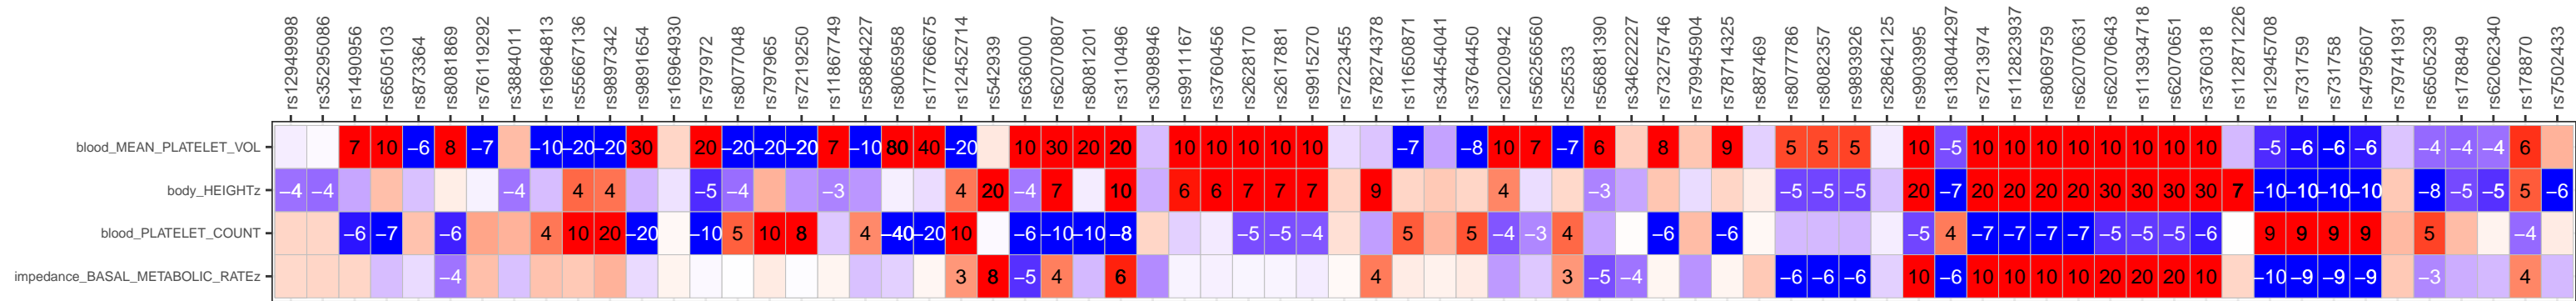 rs12949998
rs35295086
rs1490956
rs6505103
rs873364
rs8081869
rs76119292
rs3884011
rs16964813
rs55667136
rs9897342
rs9891654
rs16964930
rs7979972
rs8077048
rs7979965
rs7219250
rs11867749
rs58864227
rs8065958
rs17766675
rs12452714
rs5429939
rs6360000
rs62070807
rs8081201
rs3110496
rs3098946
rs9911167
rs3760456
rs2628170
rs2617881
rs9915270
rs7223455
rs78274378
rs111650871
rs34454041
rs3764450
rs2020942
rs56256560
rs25533
rs56881390
rs34622227
rs73275746
rs79945904
rs78714325
rs887469
rs8077786
rs8082357
rs9893926
rs28642125
rs9903995
rs138044297
rs7213974
rs112823937
rs8069759
rs62070631
rs62070643
rs113934718
rs62070651
rs3760318
rs112871226
rs12945708
rs731759
rs731758
rs4795607
rs79741931
rs6505239
rs178849
rs62062340
rs178870
rs7502433
blood_MEAN_PLATELET_VOL 7 10 −6 8 −7 −10 −20 −20 30 20 −20 −20 −20 7 −10 80 40 −20 10 30 20 20 10 10 10 10 10 −7 −8 10 7 −7 6 8 9 5 5 5 10 −5 10 10 10 10 10 10 10 10 −5 −6 −6 −6 −4 −4 −4 6
body_HEIGHTz −4 −4 −4 4 4 −5 −4 −3 4 20 −4 7 10 6 6 7 7 7 9 4 −3 −5 −5 −5 20 −7 20 20 20 20 30 30 30 30 7 −10 −10 −10 −10 −8 −5 −5 5 −6
blood_PLATELET_COUNT −6 −7 −6 4 10 20 −20 −10 5 10 8 4 −40 −20 10 −6 −10 −10 −8 −5 −5 −4 5 5 −4 −3 4 −6 −6 −5 4 −7 −7 −7 −7 −5 −5 −5 −6 9 9 9 9 5 −4
impedance_BASAL_METABOLIC_RATEz −4 3 8 −5 4 6 4 3 −5 −4 −6 −6 −6 10 −6 10 10 10 10 20 20 20 10 −10 −9 −9 −9 −3 4